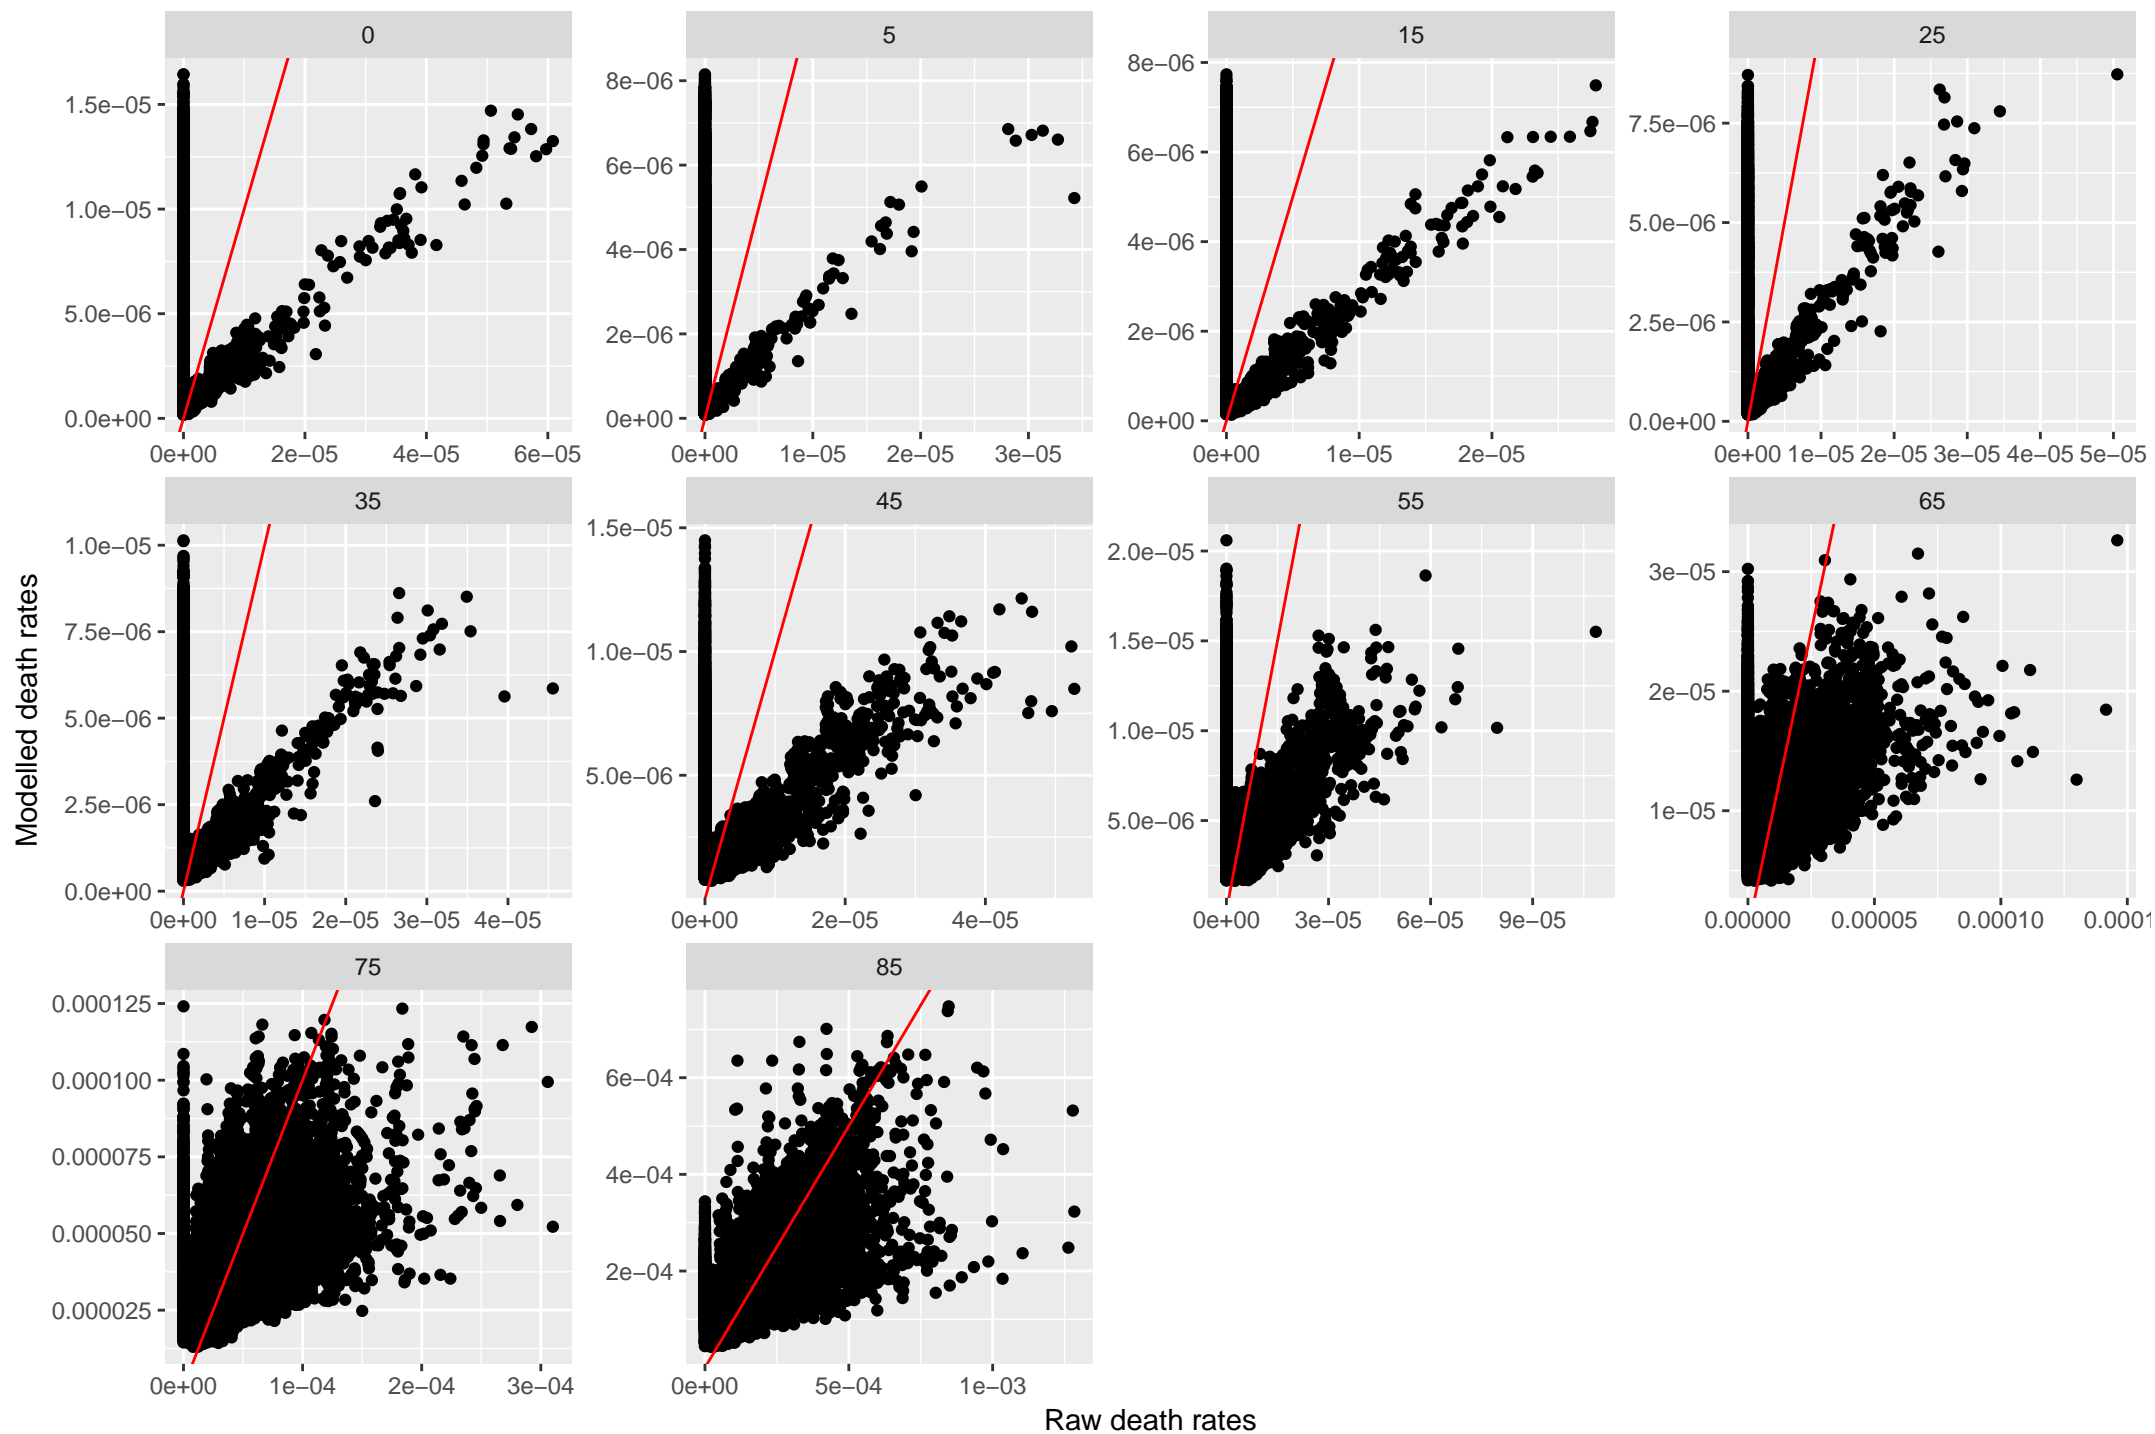 0 5 15 25
1.5e−05 1.0e−05 5.0e−06 0.0e+00
8e−06 6e−06 4e−06 2e−06 0e+00
8e−06 6e−06 4e−06 2e−06 0e+00
7.5e−06 5.0e−06 2.5e−06 0.0e+00
0e+00 2e−05 4e−05 6e−05
0e+00 1e−05 2e−05 3e−05
0e+00 1e−05 2e−05
0e+00 1e−05 2e−05 3e−05 4e−05 5e−05
35 45 55 65
1.0e−05 7.5e−06 5.0e−06 2.5e−06 0.0e+00
1.5e−05 1.0e−05 5.0e−06
2.0e−05 1.5e−05 1.0e−05 5.0e−06
3e−05 2e−05 1e−05
0e+00 1e−05 2e−05 3e−05 4e−05
0e+00 2e−05 4e−05
0e+00 3e−05 6e−05 9e−05
0.00000 0.00005 0.00010 0.0001
75 85
0.000125 0.000100 0.000075 0.000050 0.000025
6e−04 4e−04 2e−04
0e+00 1e−04 2e−04 3e−04
0e+00 5e−04 1e−03
Modelled death rates
Raw death rates